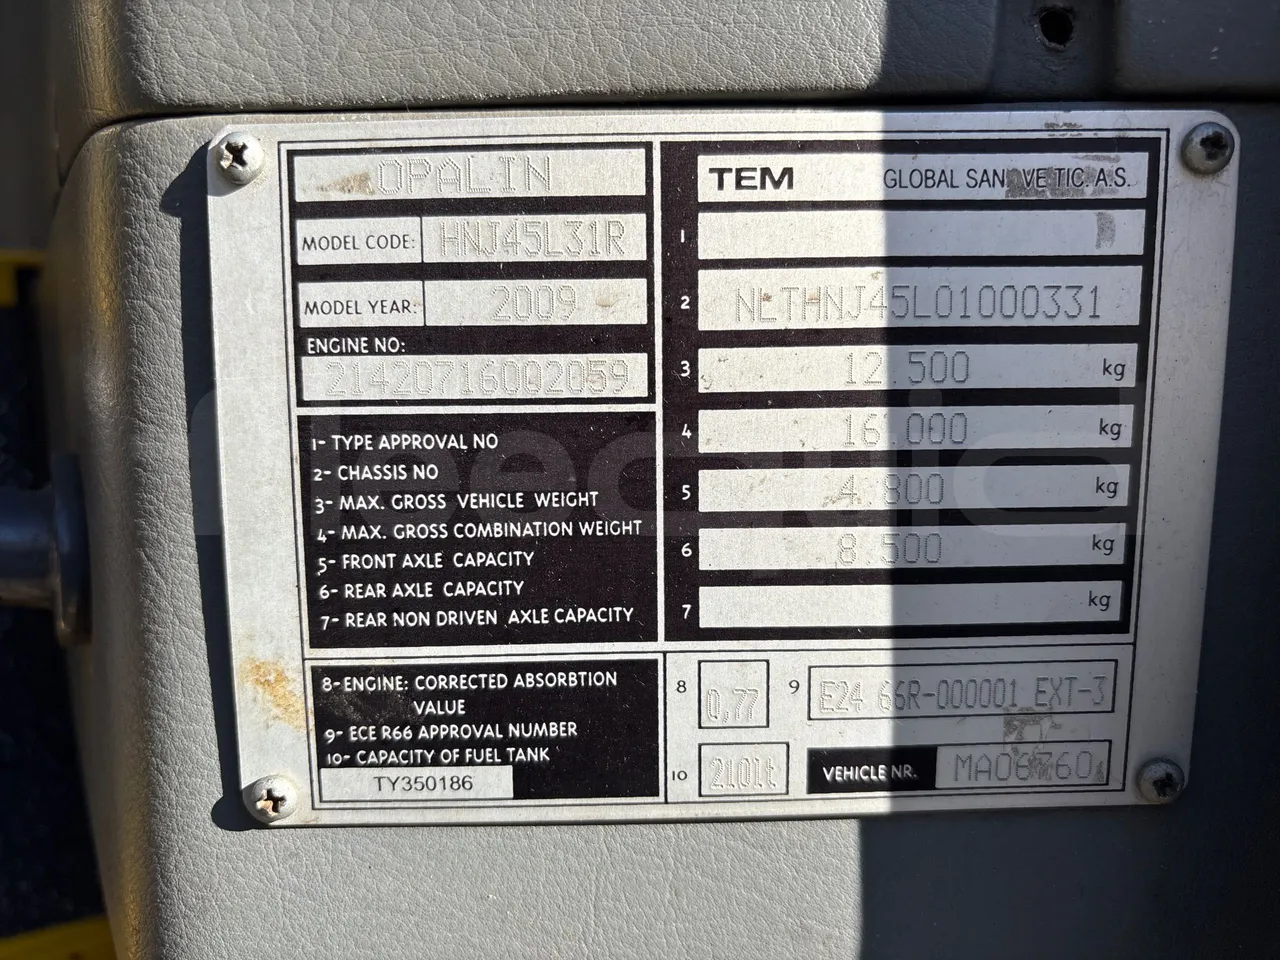 OPALIN
MODEL CODE: HNJ45L31R
MODEL YEAR: 2009
ENGINE NO:
21420716002059
1- TYPE APPROVAL NO
2- CHASSIS NO
3- MAX. GROSS VEHICLE WEIGHT
4- MAX. GROSS COMBINATION WEIGHT
5- FRONT AXLE CAPACITY
6- REAR AXLE CAPACITY
7- REAR NON DRIVEN AXLE CAPACITY
8- ENGINE: CORRECTED ABSORBTION
VALUE
9- ECE R66 APPROVAL NUMBER
10- CAPACITY OF FUEL TANK
TY350186
TEM GLOBAL SAN VE TIC. A.S.
1
2 NLTHNJ45L01000331
3 12.500 kg
4 16.000 kg
5 4.800 kg
6 8.500 kg
7 kg
8 0,77 9 E24 66R-000001 EXT-3
10 210lt VEHICLE NR.